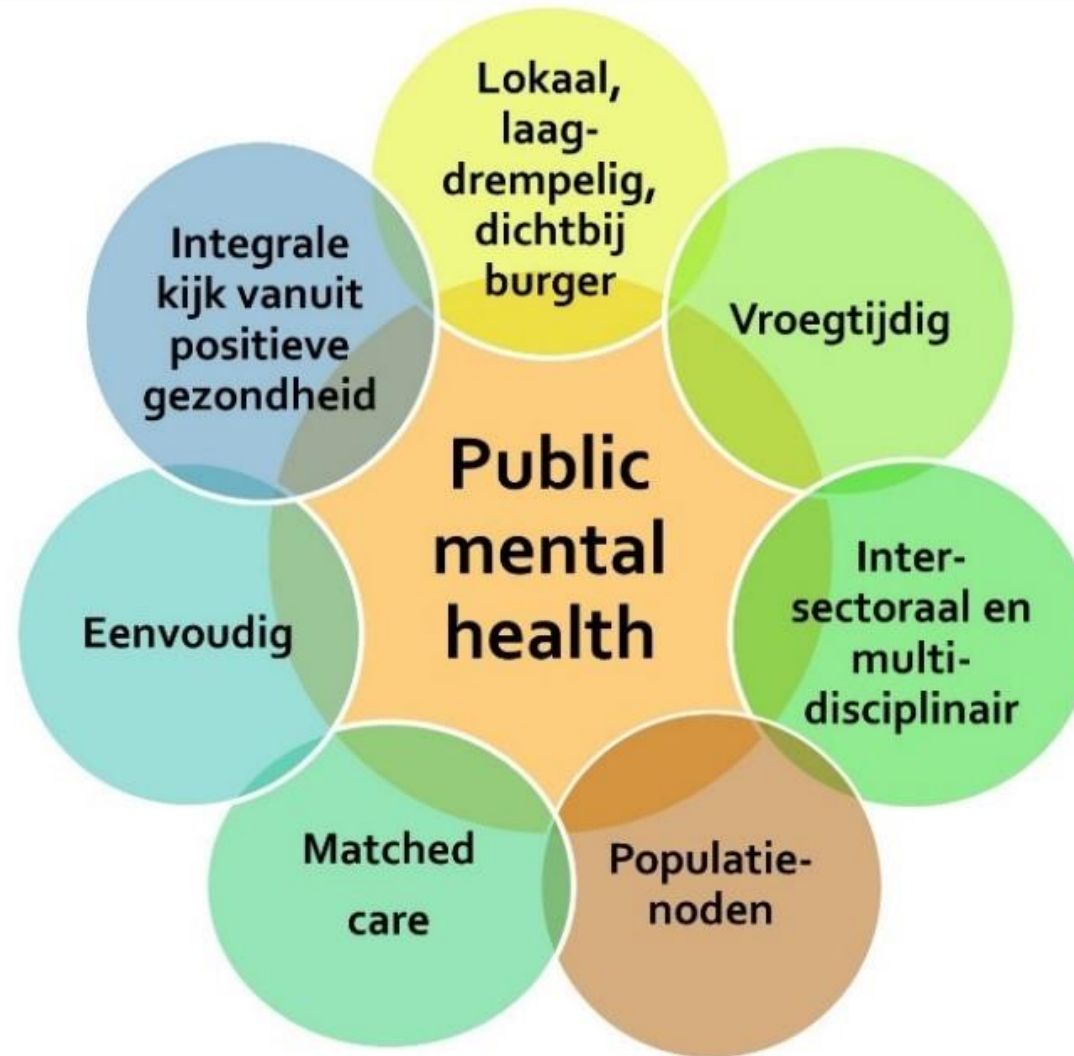 Lokaal,
laag-
drempelig,
dichtbij
burger
Vroegtijdig
Inter-
sectoraal en
multi-
disciplinair
Populatie-
noden
Matched
care
Eenvoudig
Integrale
kijk vanuit
positieve
gezondheid
Public
mental
health